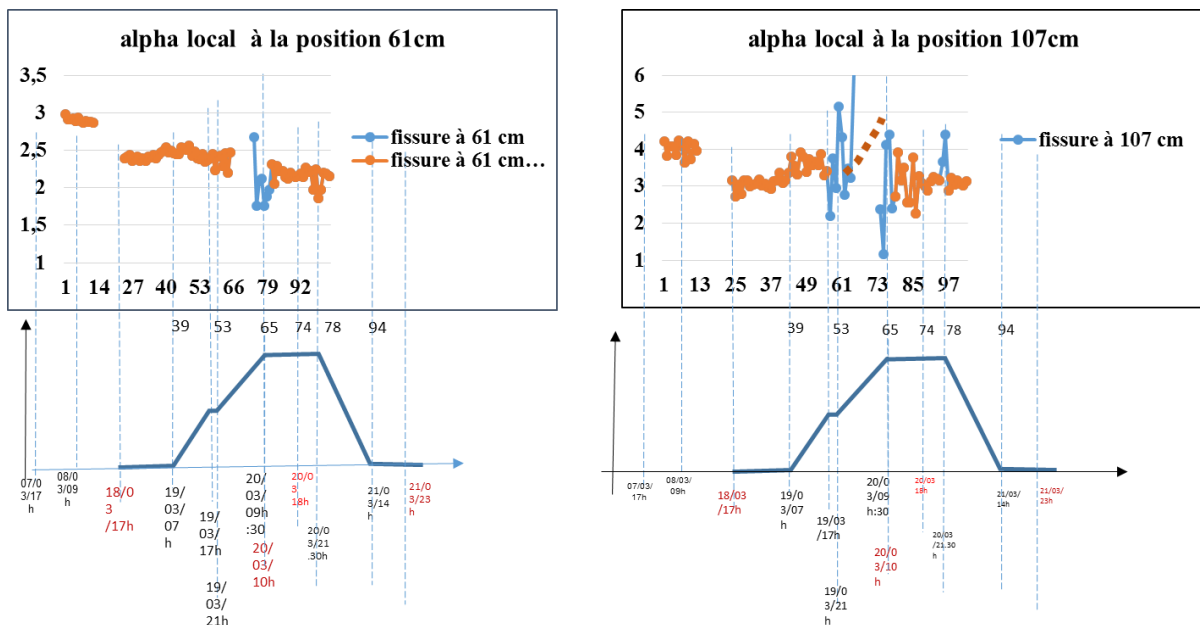 alpha local à la position 61cm
3,5
3
2,5
2
1,5
1
fissure à 61 cm
fissure à 61 cm...
1 14 27 40 53 66 79 92
39 53 65 74 78 94
07/0
3/17
h
08/0
3/09
h
18/0
3
/17h
19/
03/
07
h
19/
03/
17h
19/
03/
21h
20/
03/
09h
:30
20/
03/
10h
20/0
3
18h
20/0
3/21
.30h
21/0
3/14
h
21/0
3/23
h
alpha local à la position 107cm
6
5
4
3
2
1
fissure à 107 cm
1 13 25 37 49 61 73 85 97
39 53 65 74 78 94
07/03/
17h
08/03/
09h
18/03
/17h
19/0
3/07
h
19/03
/17h
19/0
3/21
h
20/0
3/09
h:30
20/0
3/10
h
20/03
18h
20/03
/21.30
h
21/03/
14h
21/03/
23h